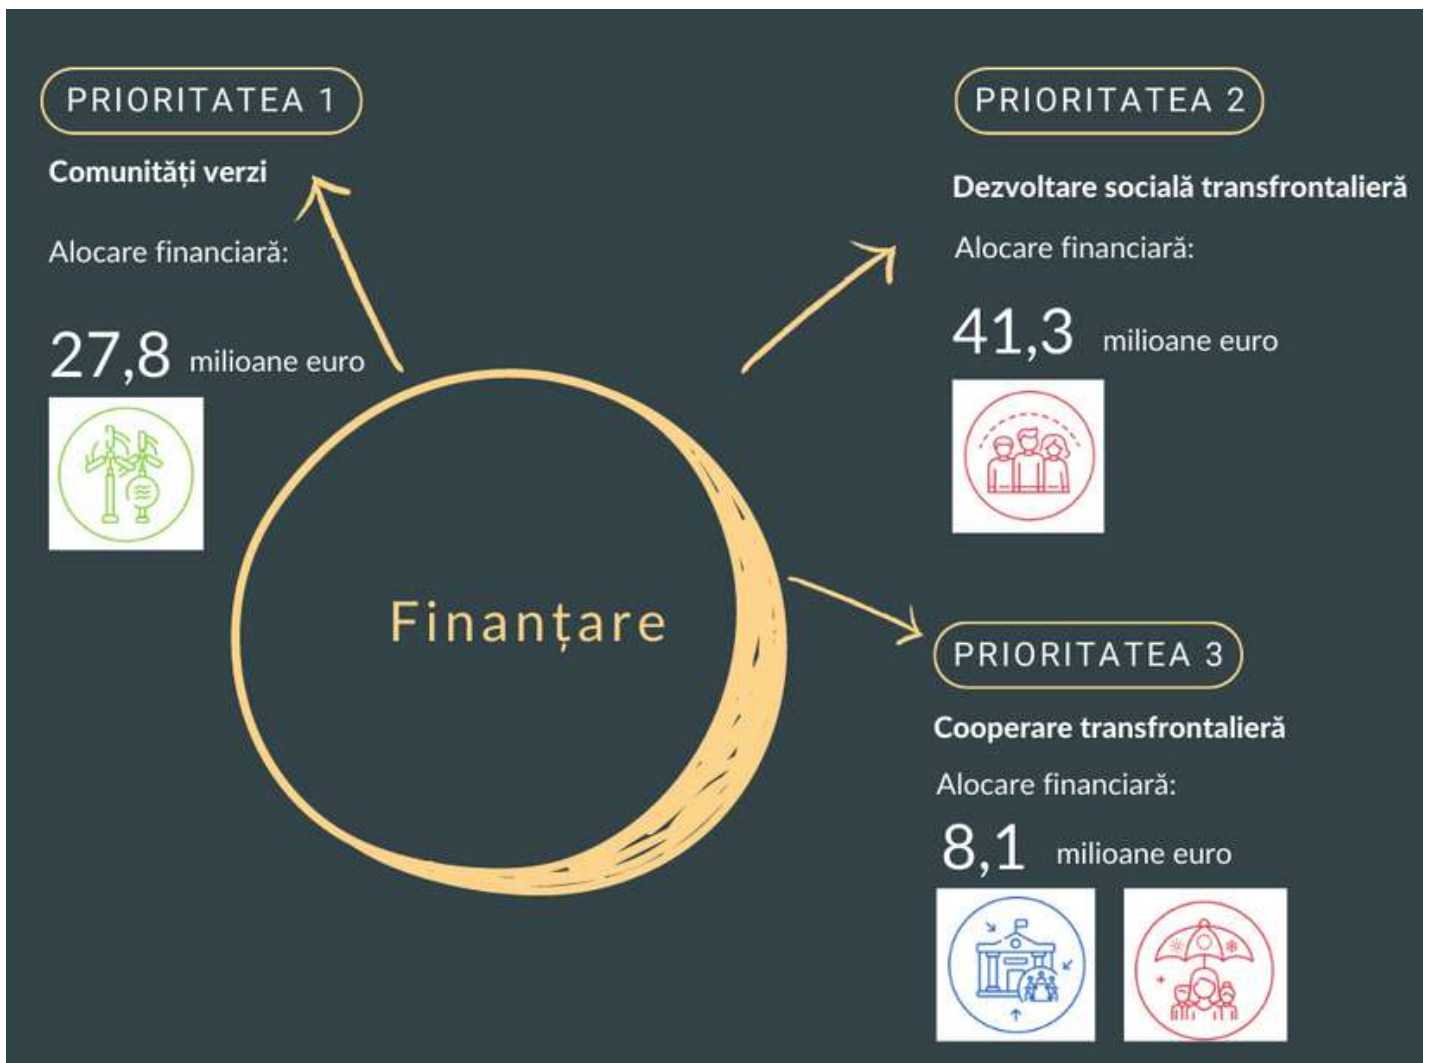 PRIORITATEA 1
Comunități verzi
Alocare financiară:
27,8 milioane euro
PRIORITATEA 2
Dezvoltare socială transfrontalieră
Alocare financiară:
41,3 milioane euro
Finanțare
PRIORITATEA 3
Cooperare transfrontalieră
Alocare financiară:
8,1 milioane euro